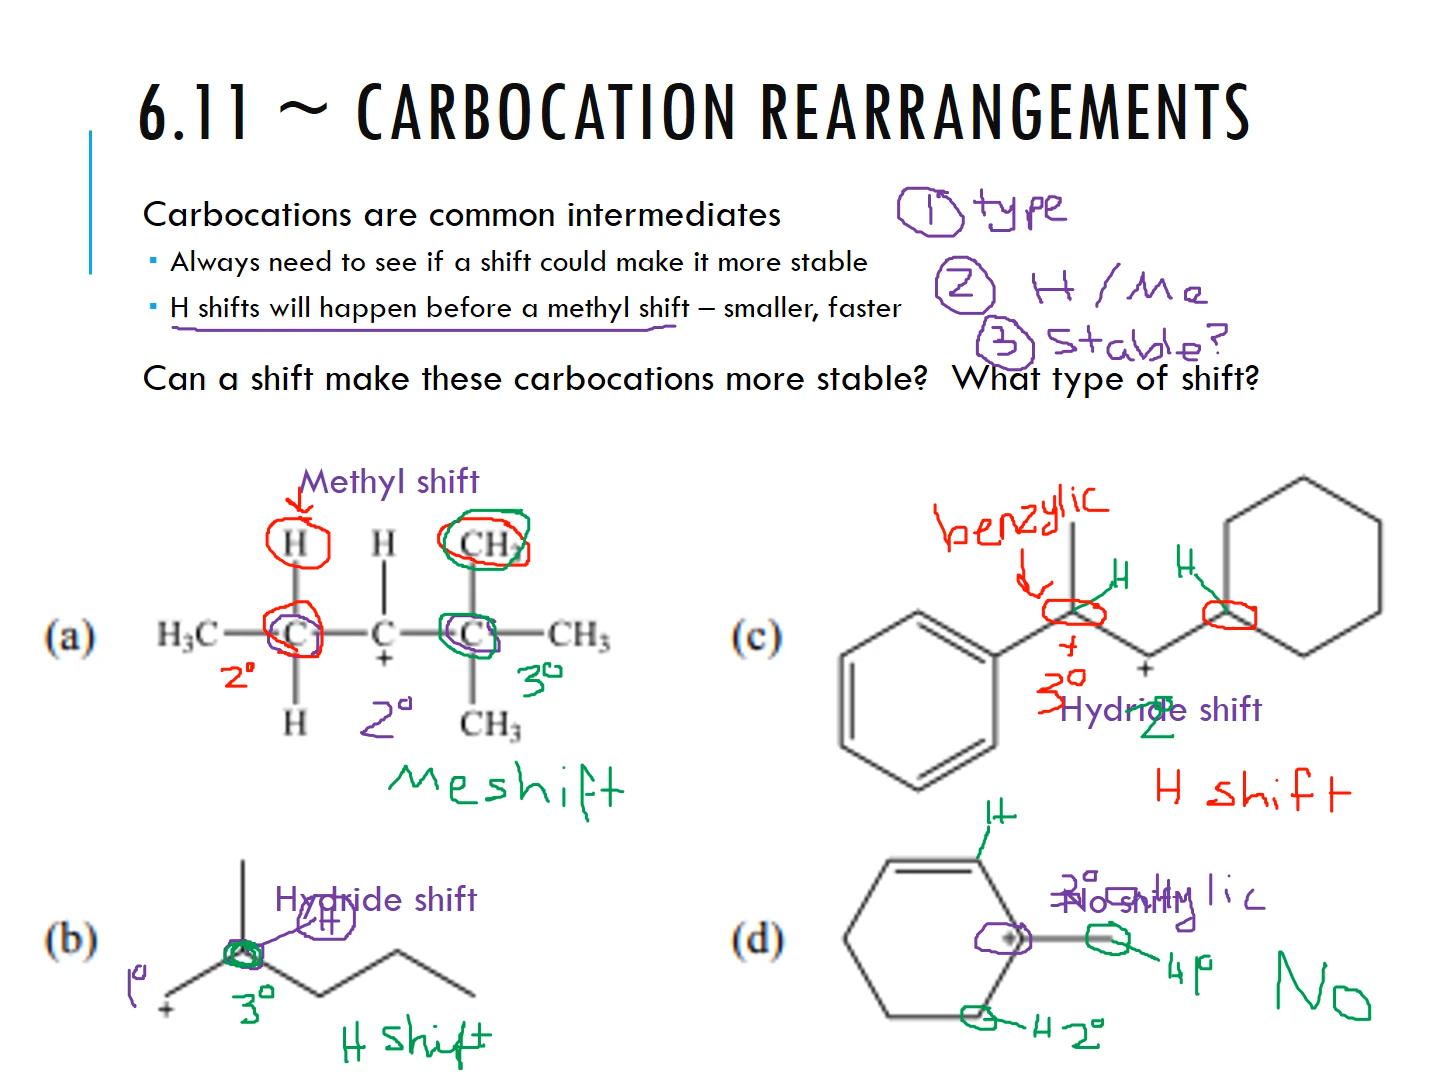 6.11 ~ CARBOCATION REARRANGEMENTS
Carbocations are common intermediates
▪ Always need to see if a shift could make it more stable
▪ H shifts will happen before a methyl shift – smaller, faster
① type
② H / Me
③ stable?
Can a shift make these carbocations more stable? What type of shift?
(a)
Methyl shift
H H CH₃
H₃C C C C CH₃
+
2° 3°
H 2° CH₃
Me shift
(b)
Hydride shift
H
1°
+
3°
H shift
(c)
benzylic
H H
+ +
3° 2°
Hydride shift
H shift
(d)
H
3° allylic
No shift
+
H 1°
H 2°
No